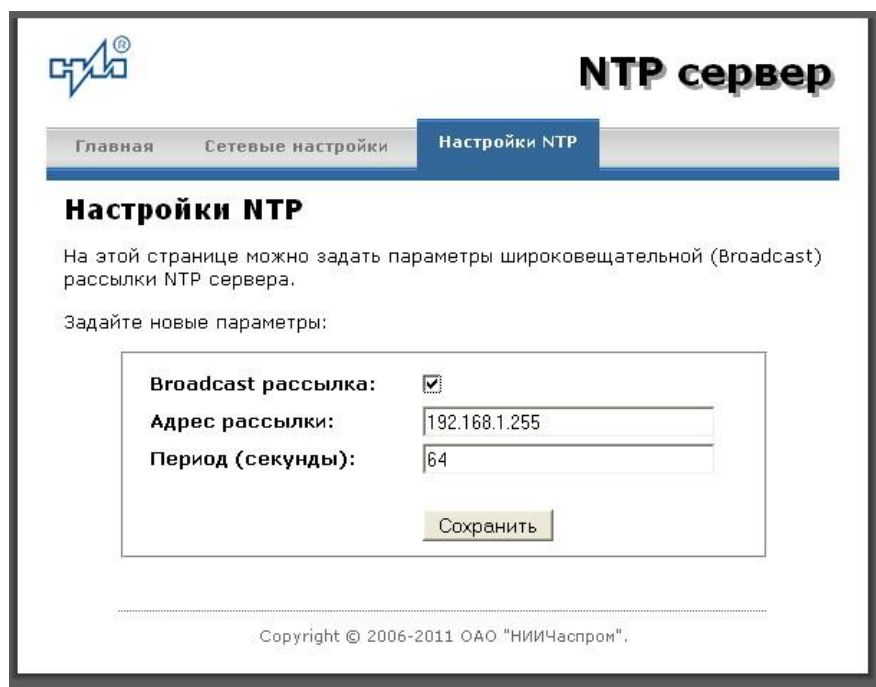 ®
NTP сервер
Главная Сетевые настройки Настройки NTP
Настройки NTP
На этой странице можно задать параметры широковещательной (Broadcast)
рассылки NTP сервера.
Задайте новые параметры:
Broadcast рассылка:
Адрес рассылки: 192.168.1.255
Период (секунды): 64
Сохранить
Copyright © 2006-2011 ОАО "НИИЧаспром".